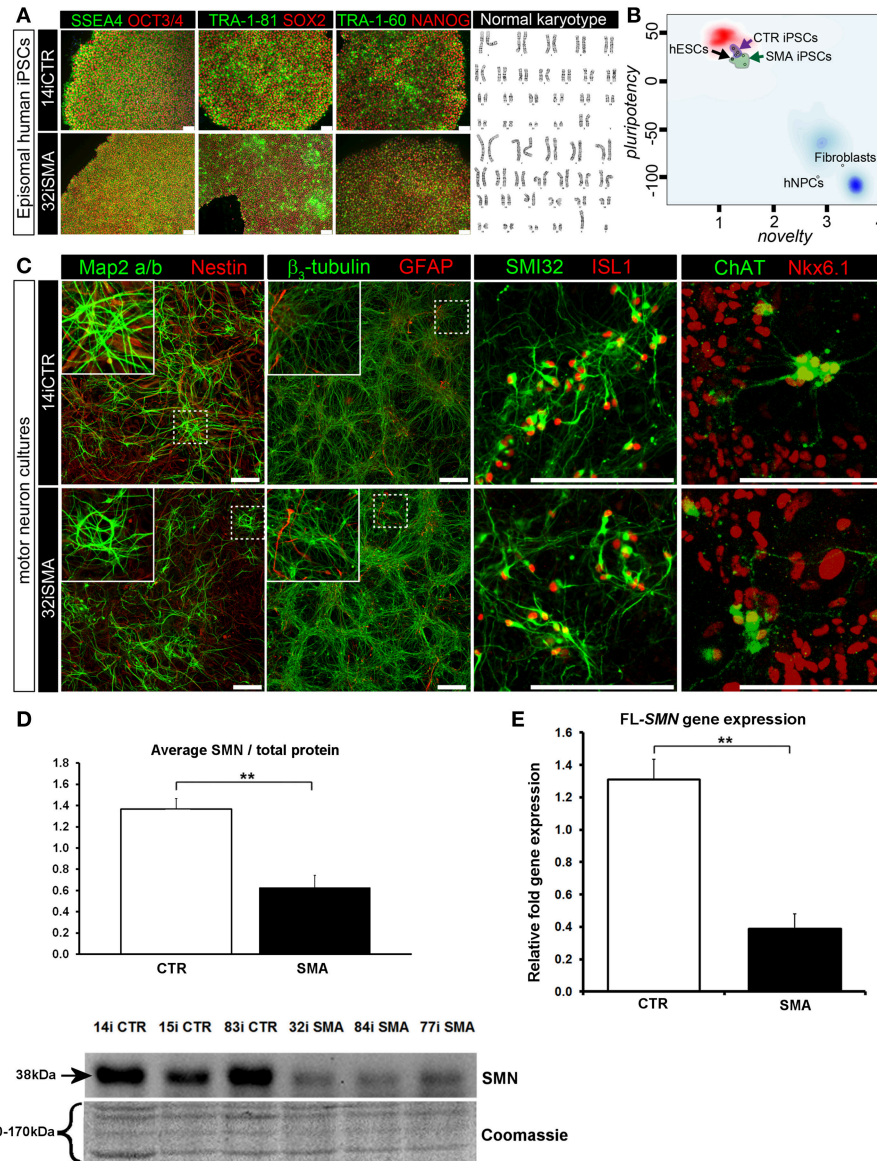 A
SSEA4 OCT3/4
TRA-1-81 SOX2
TRA-1-60 NANOG
Normal karyotype
Episomal human iPSCs
14iCTR
32iSMA
B
pluripotency
50
0
-50
-100
hESCs
CTR iPSCs
SMA iPSCs
Fibroblasts
hNPCs
1 2 3 4
novelty
C
Map2 a/b Nestin
β3-tubulin GFAP
SMI32 ISL1
ChAT Nkx6.1
motor neuron cultures
14iCTR
32iSMA
D
Average SMN / total protein
1.8
1.6
1.4
1.2
1.0
0.8
0.6
0.4
0.2
0.0
**
CTR SMA
14i CTR 15i CTR 83i CTR 32i SMA 84i SMA 77i SMA
38kDa
SMN
0-170kDa
Coomassie
E
FL-SMN gene expression
Relative fold gene expression
1.6
1.4
1.2
1.0
0.8
0.6
0.4
0.2
0.0
**
CTR SMA